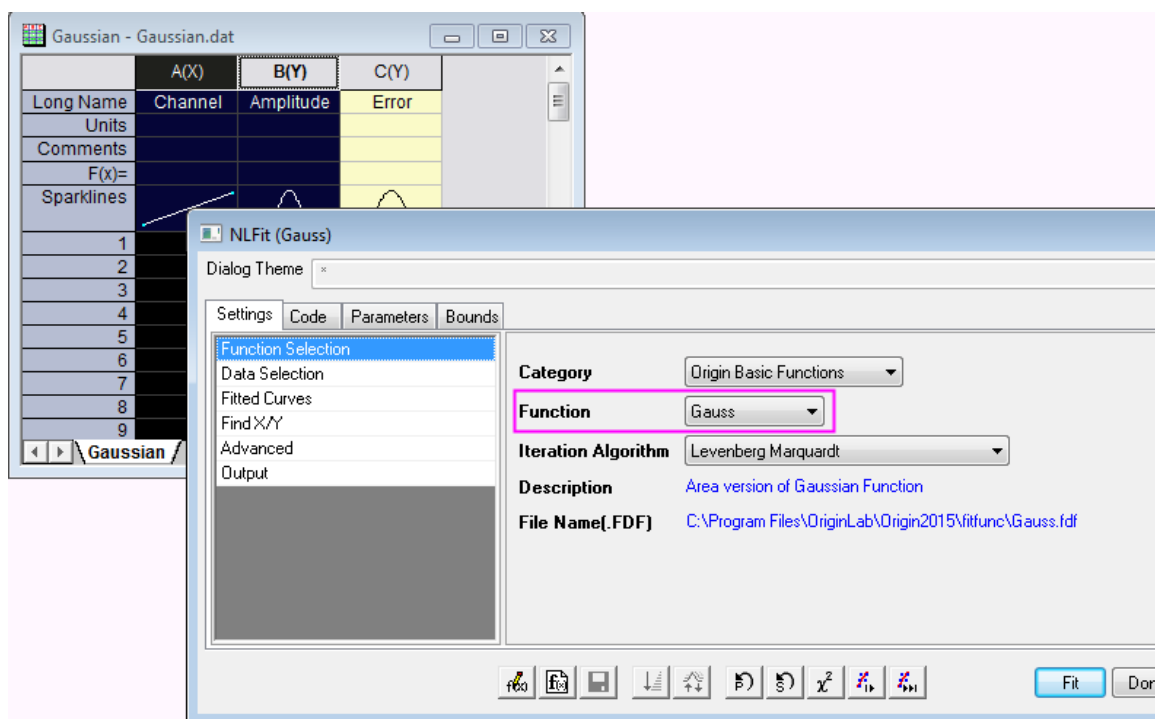 Gaussian - Gaussian.dat
A(X) B(Y) C(Y)
Long Name Channel Amplitude Error
Units
Comments
F(x)=
Sparklines
1
2
3
4
5
6
7
8
9
Gaussian
NLFit (Gauss)
Dialog Theme *
Settings Code Parameters Bounds
Function Selection
Data Selection
Fitted Curves
Find X/Y
Advanced
Output
Category Origin Basic Functions
Function Gauss
Iteration Algorithm Levenberg Marquardt
Description Area version of Gaussian Function
File Name(.FDF) C:\Program Files\OriginLab\Origin2015\fitfunc\Gauss.fdf
Fit Don